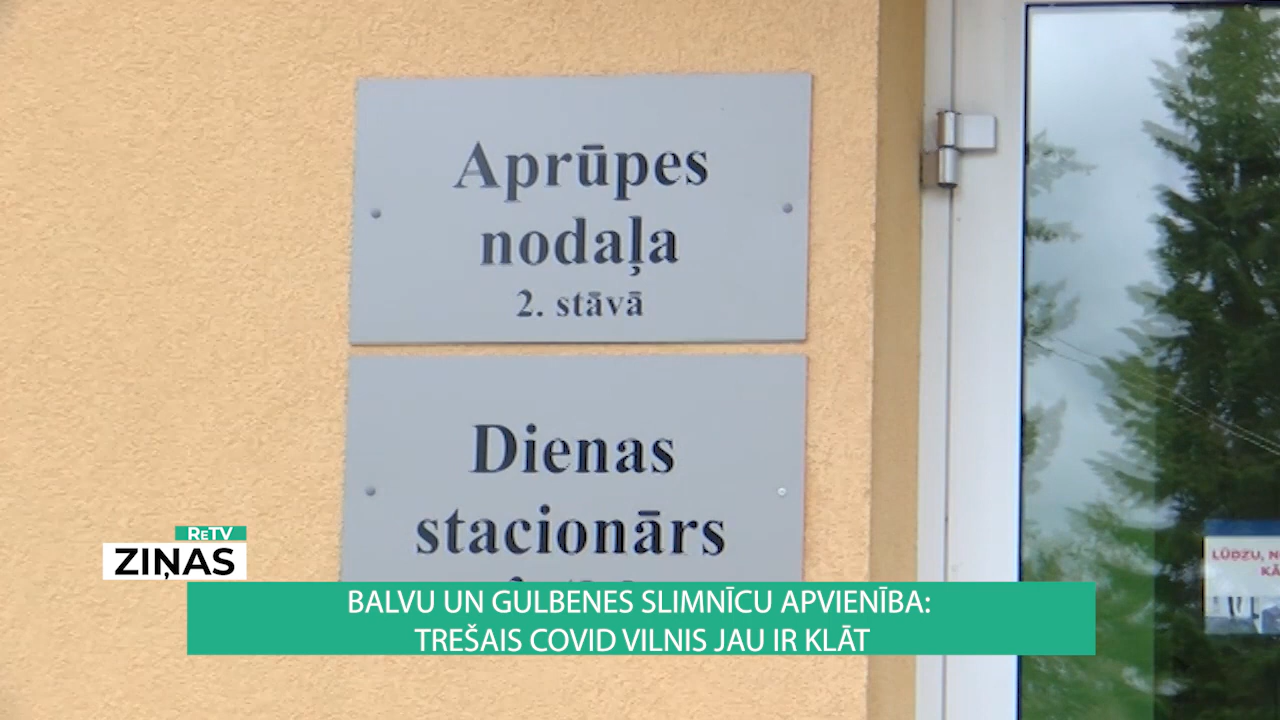 Aprūpes
nodaļa
2. stāvā
Dienas
stacionārs
LŪDZU,
ReTV
ZIŅAS
BALVU UN GULBENES SLIMNĪCU APVIENĪBA:
TREŠAIS COVID VILNIS JAU IR KLĀT